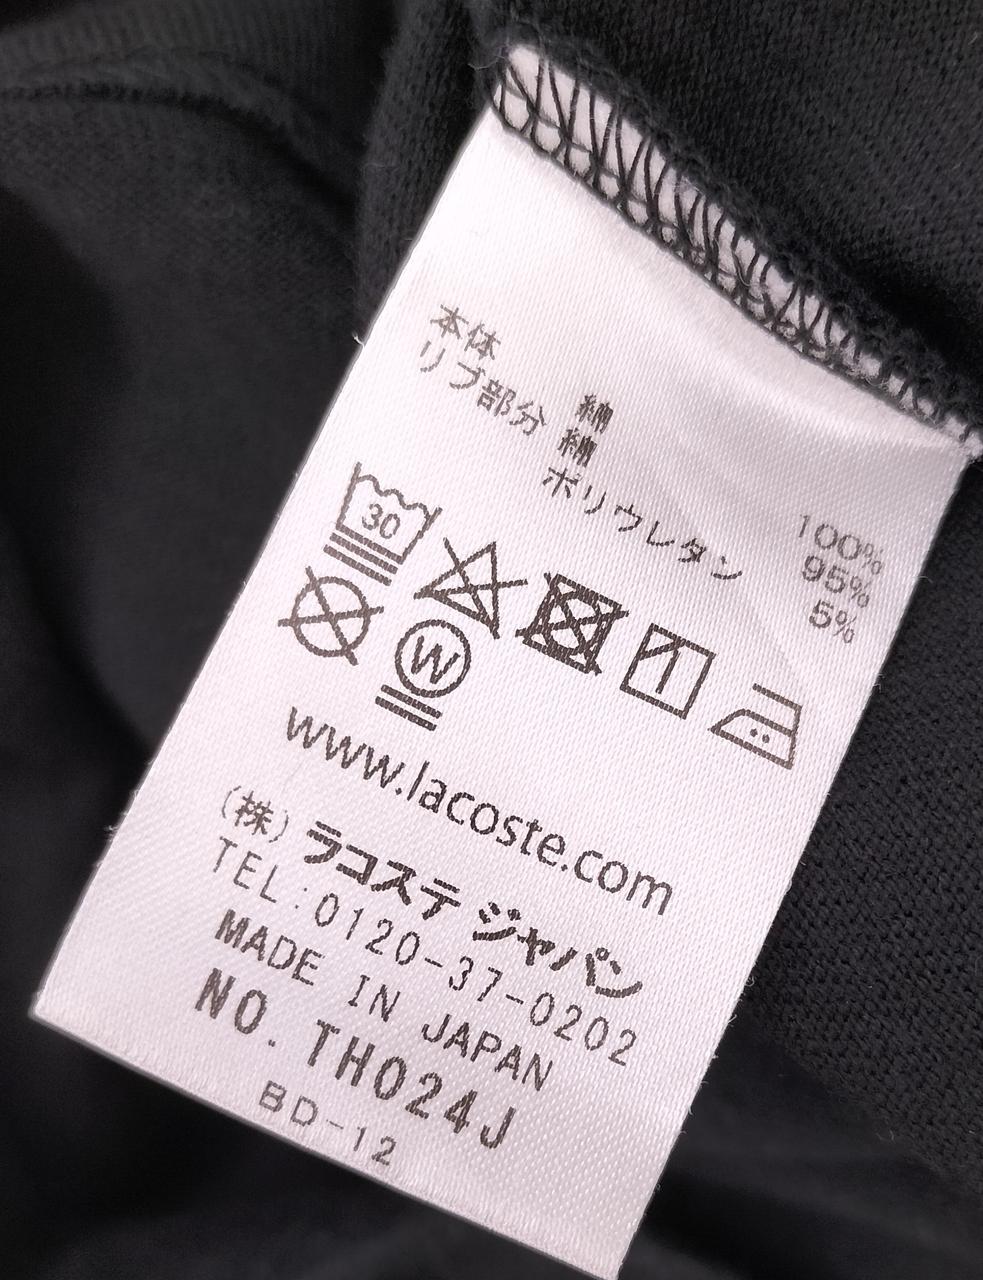 本体 綿 100%
リブ部分 綿 95%
ポリウレタン 5%
30
W
www.lacoste.com
(株)ラコステ ジャパン
TEL:0120-37-0202
MADE IN JAPAN
NO. TH024J
BD-12